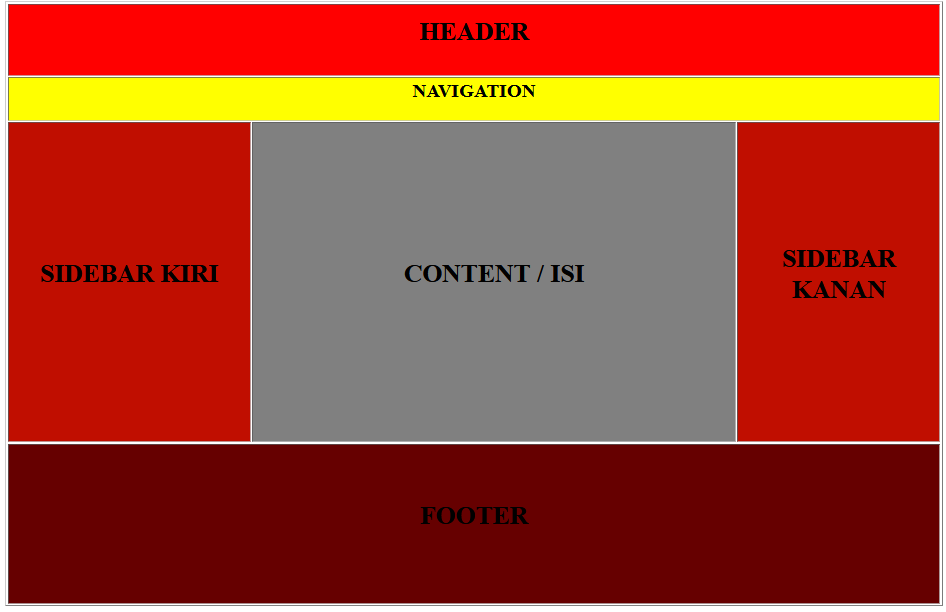 HEADER
NAVIGATION
SIDEBAR KIRI
CONTENT / ISI
SIDEBAR
KANAN
FOOTER